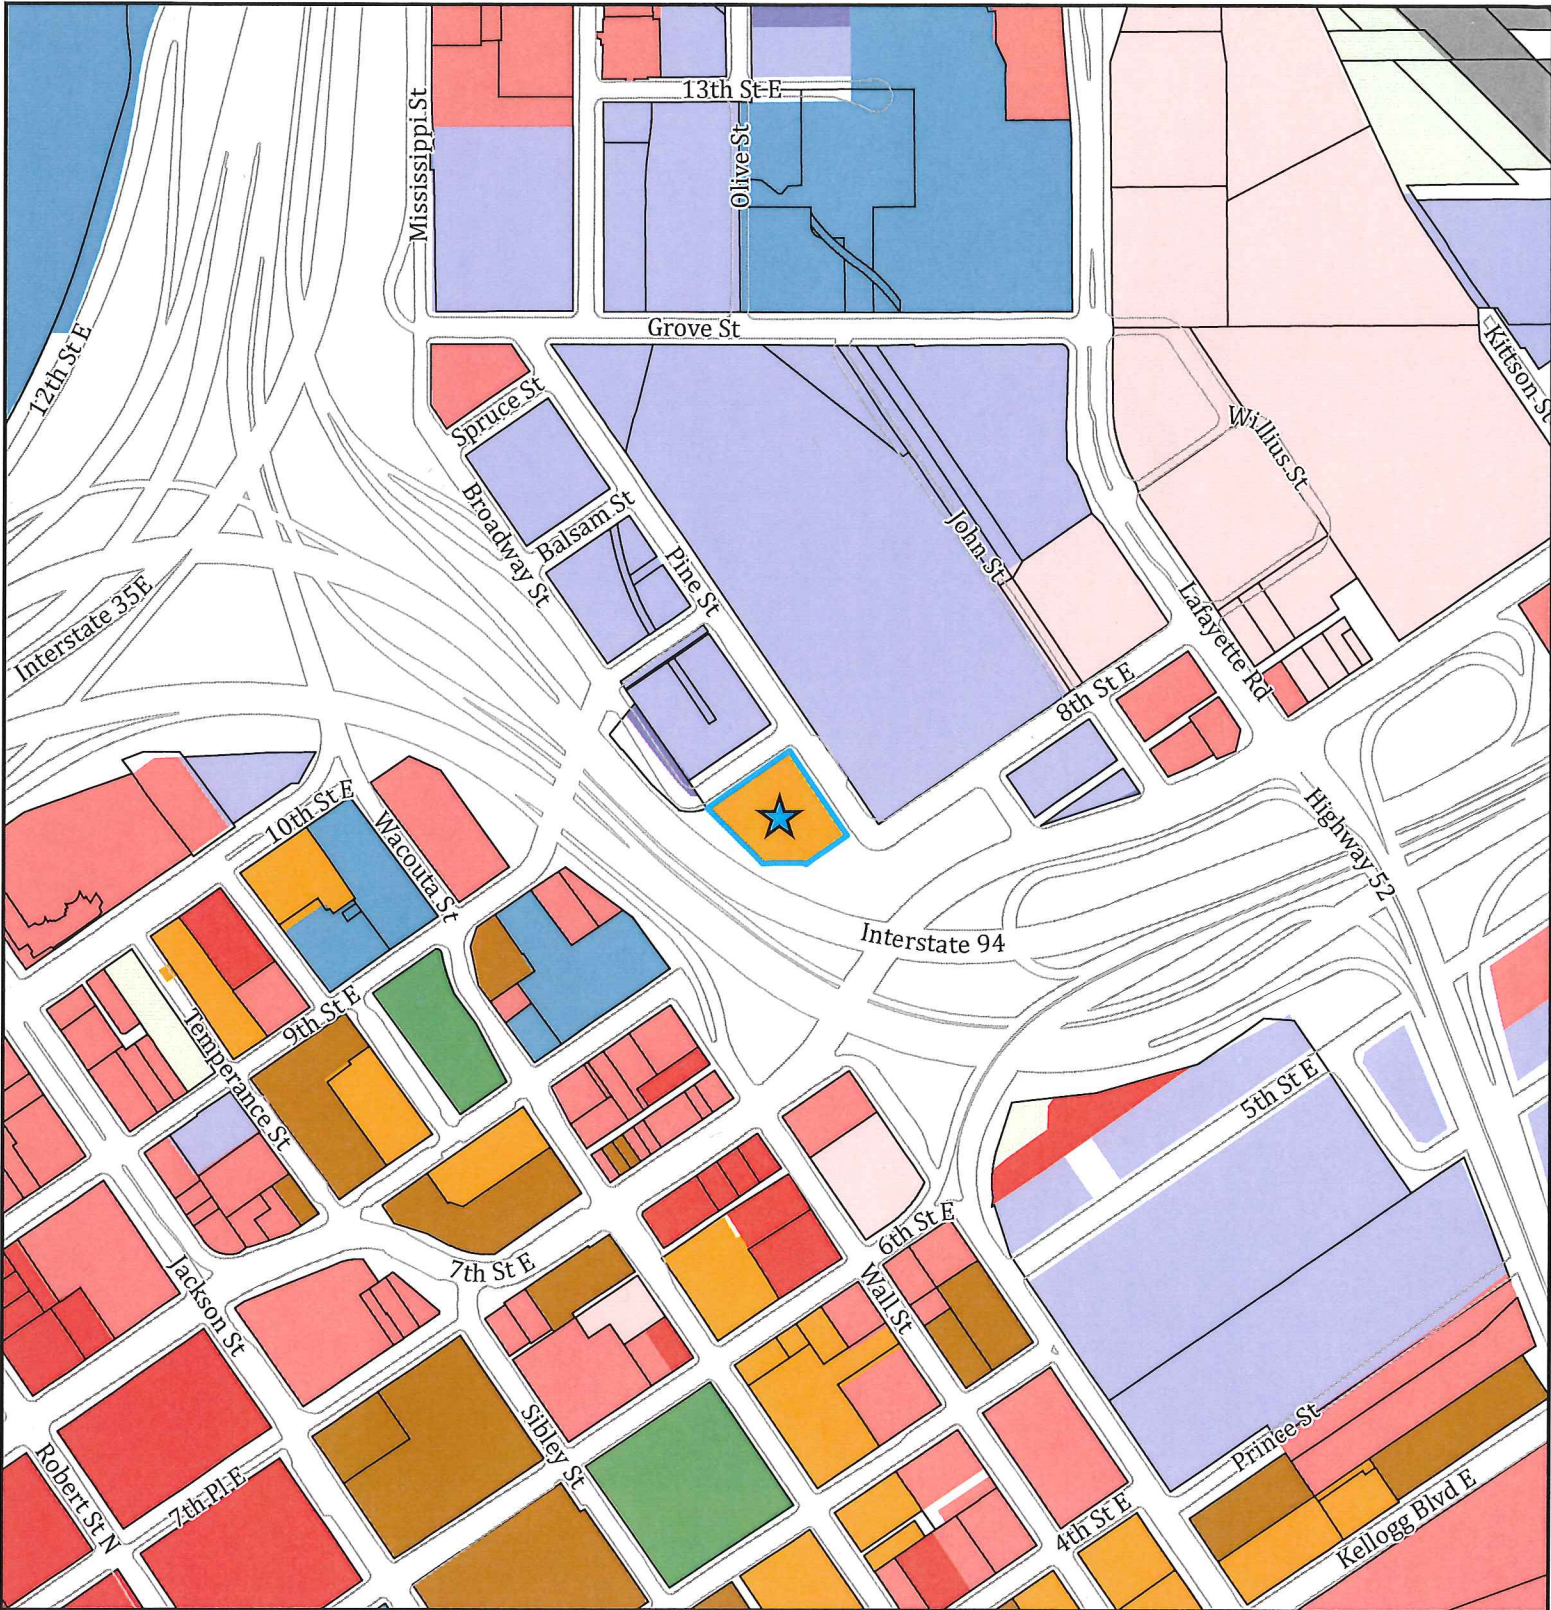 13th St E
Mississippi St
Olive St
Grove St
12th St E
Kittson St
Spruce St
Willius St
Broadway St
Balsam St
John St
Pine St
Interstate 35E
Lafayette Rd
8th St E
10th St E
Wacouta St
Highway 52
Interstate 94
9th St E
Temperance St
5th St E
6th St E
7th St E
Jackson St
Wall St
Sibley St
Prince St
Robert St N
7th Pl E
4th St E
Kellogg Blvd E